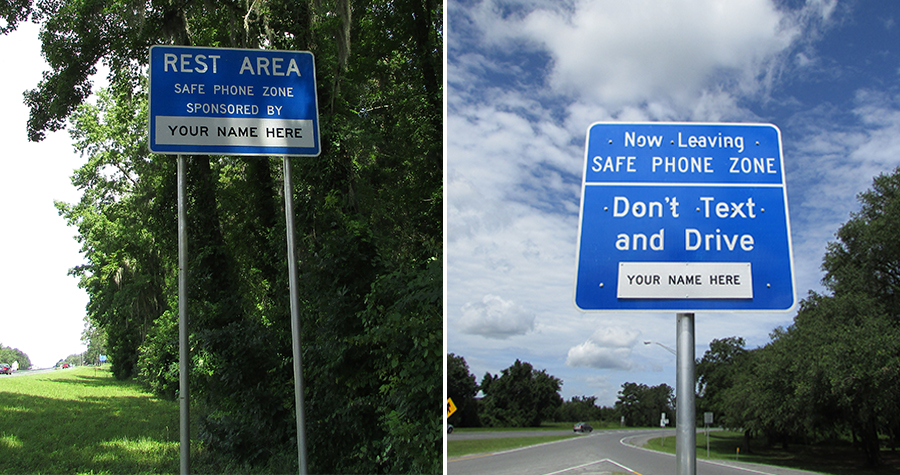 REST AREA
SAFE PHONE ZONE
SPONSORED BY
YOUR NAME HERE
Now Leaving
SAFE PHONE ZONE
Don't Text
and Drive
YOUR NAME HERE